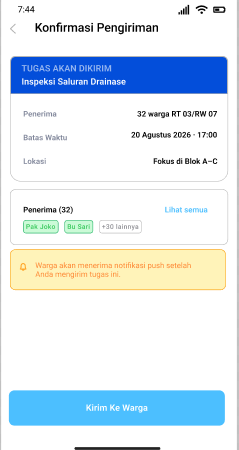 7:44
Konfirmasi Pengiriman
TUGAS AKAN DIKIRIM
Inspeksi Saluran Drainase
Penerima 32 warga RT 03/RW 07
Batas Waktu 20 Agustus 2026 - 17:00
Lokasi Fokus di Blok A–C
Penerima (32) Lihat semua
Pak Joko Bu Sari +30 lainnya
Warga akan menerima notifikasi push setelah
Anda mengirim tugas ini.
Kirim Ke Warga